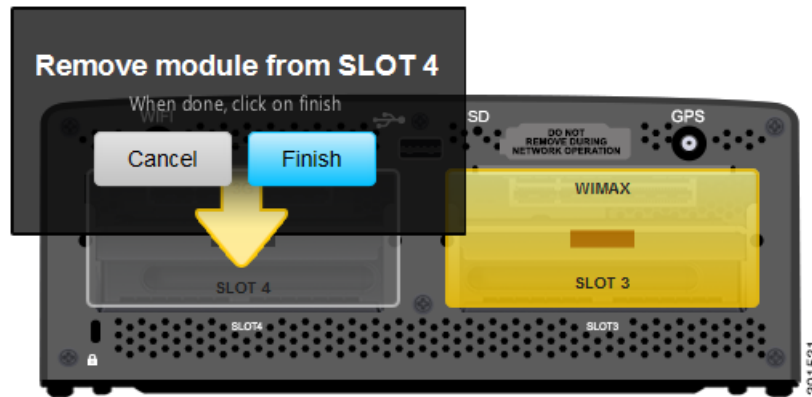 Remove module from SLOT 4
When done, click on finish
Cancel
Finish
WIFI
SD
DO NOT
REMOVE DURING
NETWORK OPERATION
GPS
WIMAX
SLOT 4
SLOT 3
SLOT4
SLOT3